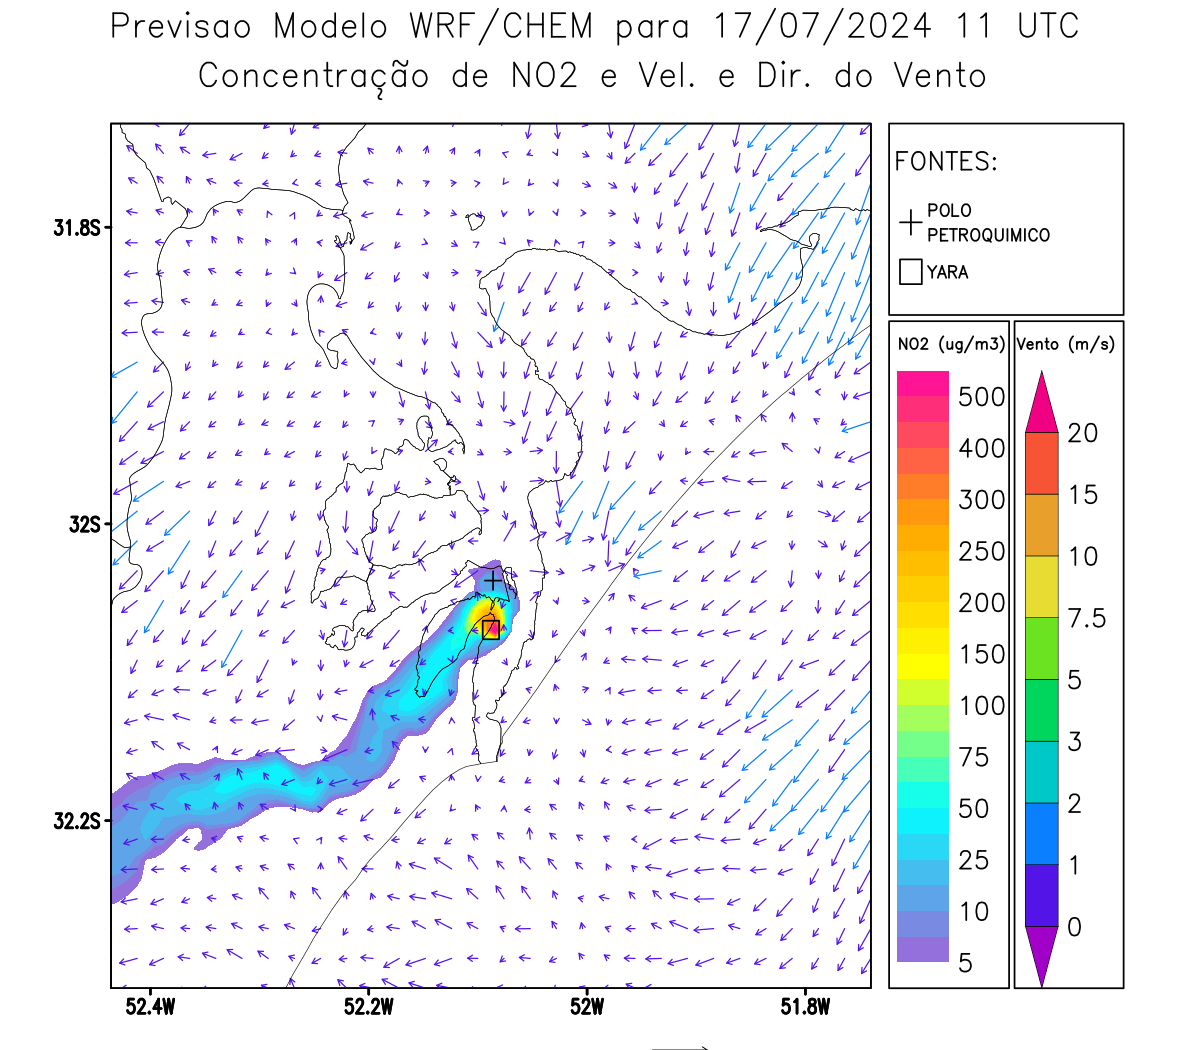 Previsao Modelo WRF/CHEM para 17/07/2024 11 UTC
Concentração de NO2 e Vel. e Dir. do Vento
FONTES:
POLO
PETROQUIMICO
YARA
NO2 (ug/m3)
500
400
300
250
200
150
100
75
50
25
10
5
Vento (m/s)
20
15
10
7.5
5
3
2
1
0
31.8S
32S
32.2S
52.4W
52.2W
52W
51.8W